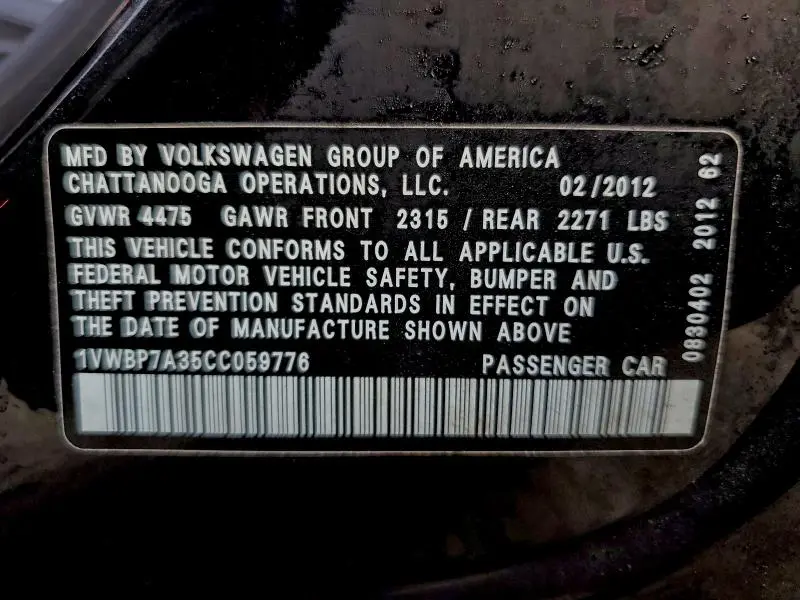 MFD BY VOLKSWAGEN GROUP OF AMERICA
CHATTANOOGA OPERATIONS, LLC. 02/2012
GVWR 4475 GAWR FRONT 2315 / REAR 2271 LBS
THIS VEHICLE CONFORMS TO ALL APPLICABLE U.S.
FEDERAL MOTOR VEHICLE SAFETY, BUMPER AND
THEFT PREVENTION STANDARDS IN EFFECT ON
THE DATE OF MANUFACTURE SHOWN ABOVE
1VWBP7A35CC059776 PASSENGER CAR
0830402 2012 62